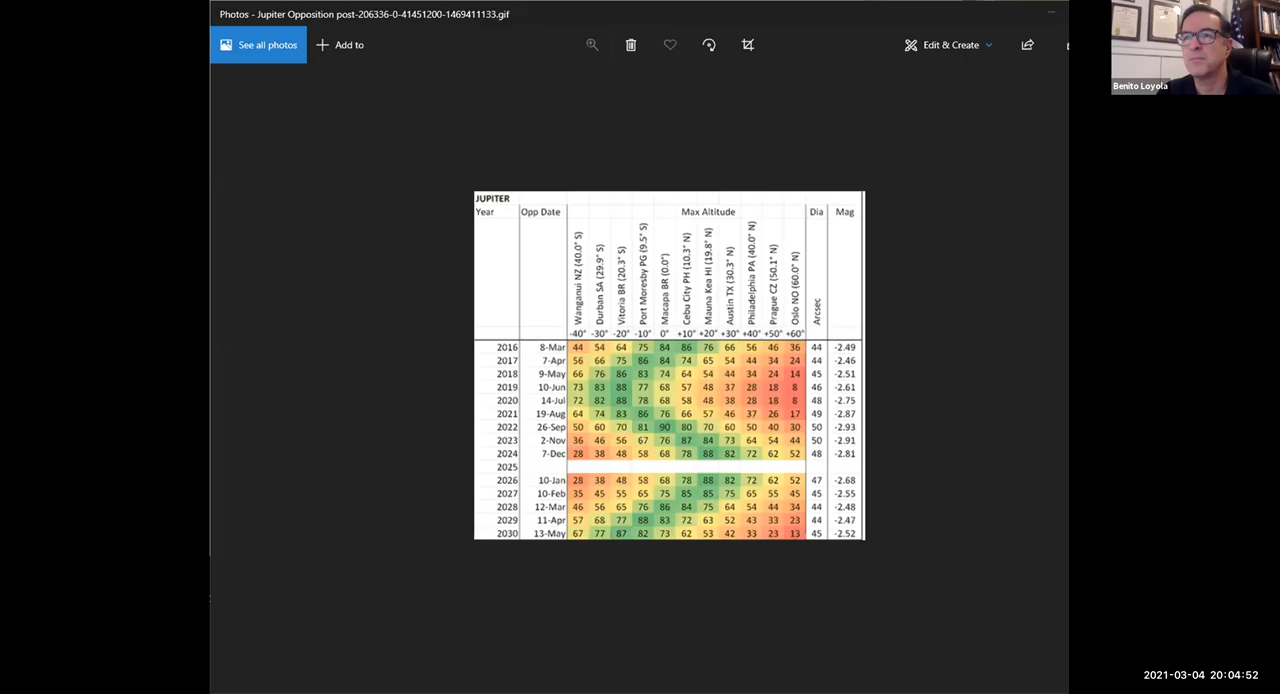 Photos - Jupiter Opposition post-206336-0-41451200-1469411133.gif
See all photos
Add to
Edit & Create
Benito Loyola
JUPITER
Year Opp Date Max Altitude Dia Mag
Wanganui NZ (40.0° S)
Durban SA (29.9° S)
Vitoria BR (20.3° S)
Port Moresby PG (9.5° S)
Macapa BR (0.0°)
Cebu City PH (10.3° N)
Mauna Kea HI (19.8° N)
Austin TX (30.3° N)
Philadelphia PA (40.0° N)
Prague CZ (50.1° N)
Oslo NO (60.0° N)
Arcsec
-40° -30° -20° -10° 0° +10° +20° +30° +40° +50° +60°
2016 8-Mar 44 54 64 75 84 86 76 66 56 46 36 44 -2.49
2017 7-Apr 56 66 75 86 84 74 65 54 44 34 24 44 -2.46
2018 9-May 66 76 86 83 74 64 54 44 34 24 14 45 -2.51
2019 10-Jun 73 83 88 77 68 57 48 37 28 18 8 46 -2.61
2020 14-Jul 72 82 88 78 68 58 48 38 28 18 8 48 -2.75
2021 19-Aug 64 74 83 86 76 66 57 46 37 26 17 49 -2.87
2022 26-Sep 50 60 70 81 90 80 70 60 50 40 30 50 -2.93
2023 2-Nov 36 46 56 67 76 87 84 73 64 54 44 50 -2.91
2024 7-Dec 28 38 48 58 68 78 88 82 72 62 52 48 -2.81
2025
2026 10-Jan 28 38 48 58 68 78 88 82 72 62 52 47 -2.68
2027 10-Feb 35 45 55 65 75 85 85 75 65 55 45 45 -2.55
2028 12-Mar 46 56 65 76 86 84 75 64 54 44 34 44 -2.48
2029 11-Apr 57 68 77 88 83 72 63 52 43 33 23 44 -2.47
2030 13-May 67 77 87 82 73 62 53 42 33 23 13 45 -2.52
2021-03-04 20:04:52